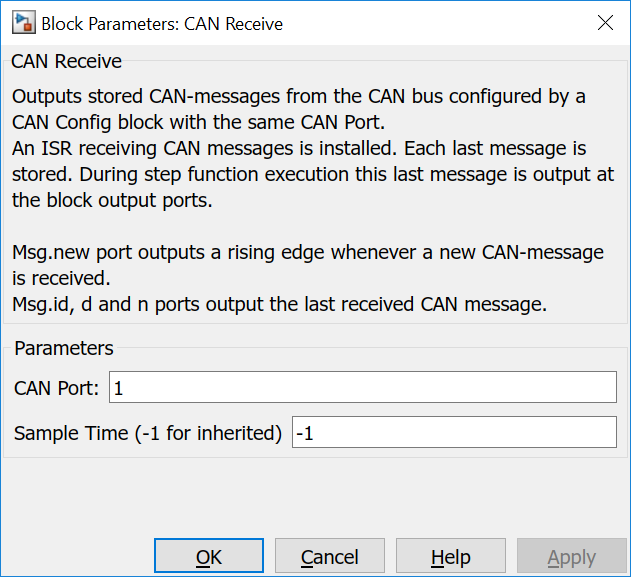 Block Parameters: CAN Receive
CAN Receive
Outputs stored CAN-messages from the CAN bus configured by a
CAN Config block with the same CAN Port.
An ISR receiving CAN messages is installed. Each last message is
stored. During step function execution this last message is output at
the block output ports.
Msg.new port outputs a rising edge whenever a new CAN-message
is received.
Msg.id, d and n ports output the last received CAN message.
Parameters
CAN Port: 1
Sample Time (-1 for inherited) -1
OK Cancel Help Apply